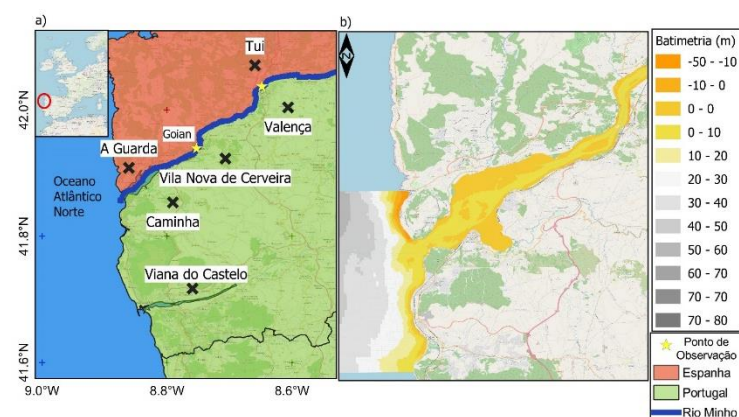 a)
b)
Tui
Goian
Valença
A Guarda
Vila Nova de Cerveira
Oceano
Atlântico
Norte
Caminha
Viana do Castelo
42.0°N
41.8°N
41.6°N
9.0°W
8.8°W
8.6°W
N
Batimetria (m)
-50 - -10
-10 - 0
0 - 0
0 - 10
10 - 20
20 - 30
30 - 40
40 - 50
50 - 60
60 - 70
70 - 70
70 - 80
Ponto de
Observação
Espanha
Portugal
Rio Minho